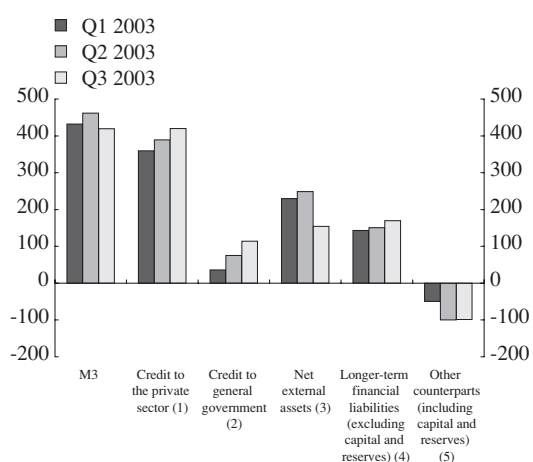 Q1 2003
Q2 2003
Q3 2003
500 500
400 400
300 300
200 200
100 100
0 0
-100 -100
-200 -200
M3
Credit to
the private
sector (1)
Credit to
general
government
(2)
Net
external
assets (3)
Longer-term
financial
liabilities
(excluding
capital and
reserves) (4)
Other
counterparts
(including
capital and
reserves)
(5)